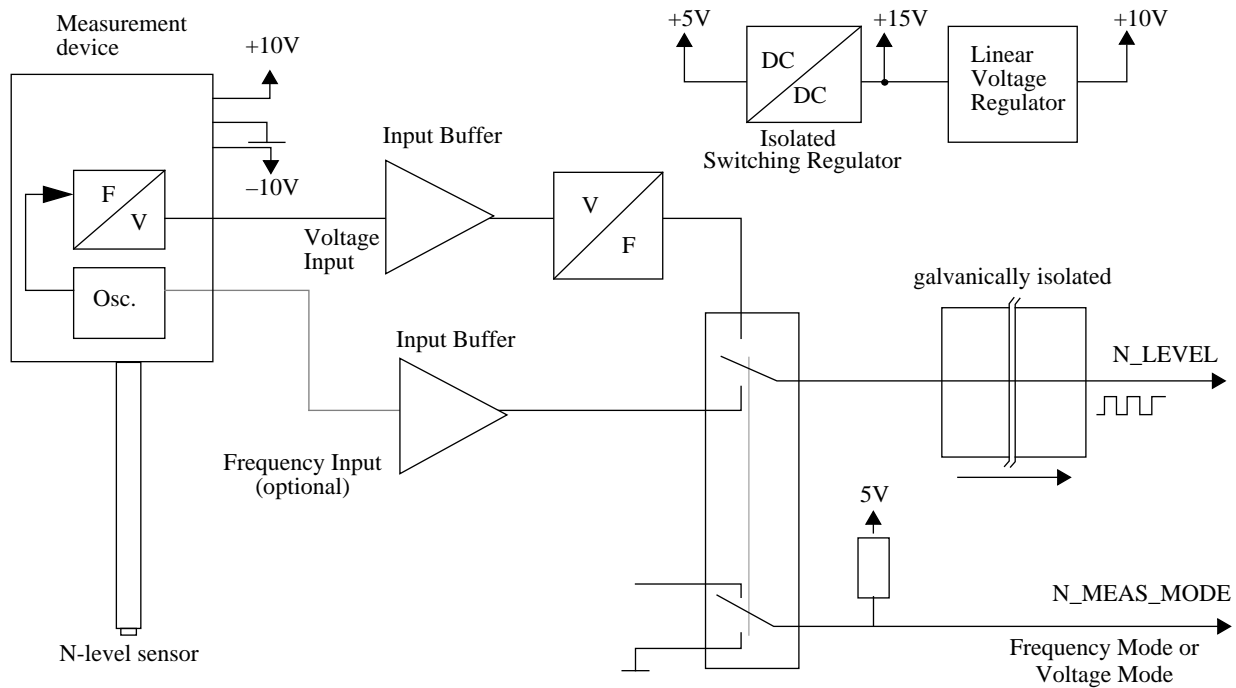 Measurement
device
+10V
–10V
F
V
Osc.
N-level sensor
Input Buffer
Voltage
Input
V
F
Input Buffer
Frequency Input
(optional)
+5V
DC
DC
Isolated
Switching Regulator
+15V
Linear
Voltage
Regulator
+10V
galvanically isolated
N_LEVEL
5V
N_MEAS_MODE
Frequency Mode or
Voltage Mode